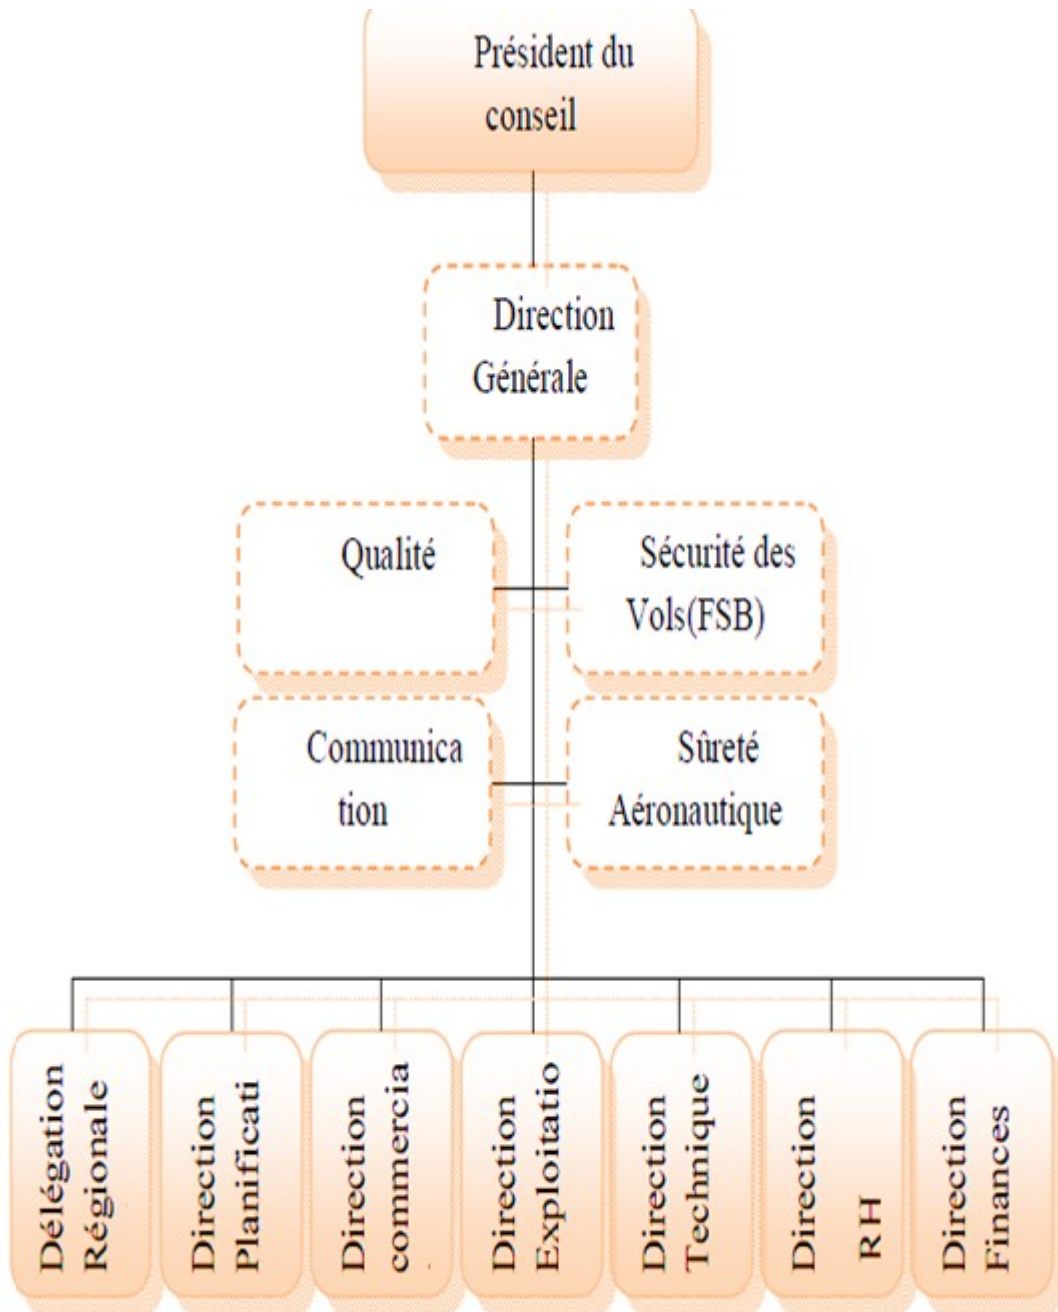 Président du
conseil
Direction
Générale
Qualité
Sécurité des
Vols(FSB)
Communica
tion
Sûreté
Aéronautique
Délégation
Régionale
Direction
Planificati
Direction
commercia
Direction
Exploitatio
Direction
Technique
Direction
RH
Direction
Finances